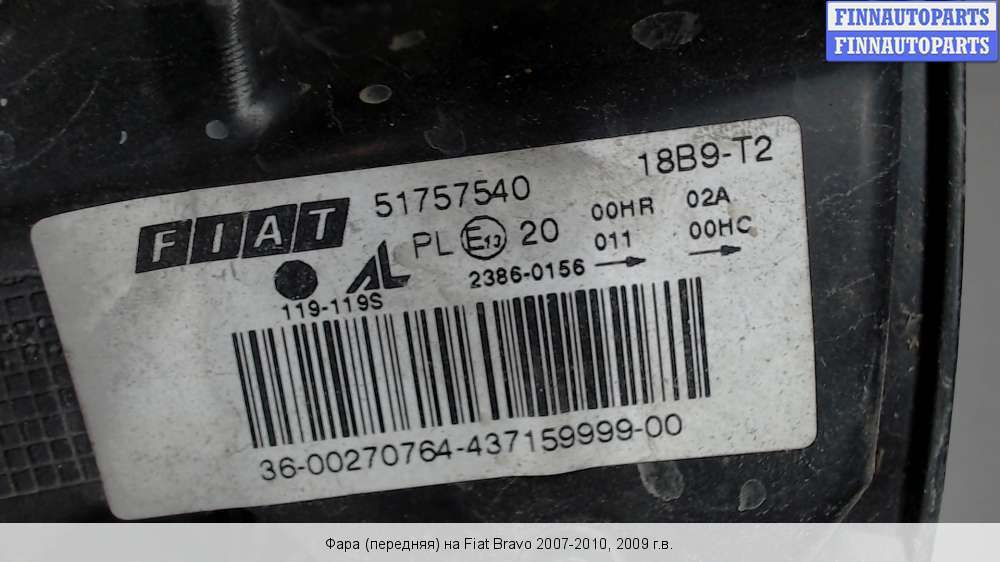 FINNAUTOPARTS
FINNAUTOPARTS
FIAT 51757540 18B9-T2
AL PL E13 20 00HR 02A
011 00HC
119-119S 2386-0156
36-00270764-437159999-00
Фара (передняя) на Fiat Bravo 2007-2010, 2009 г.в.